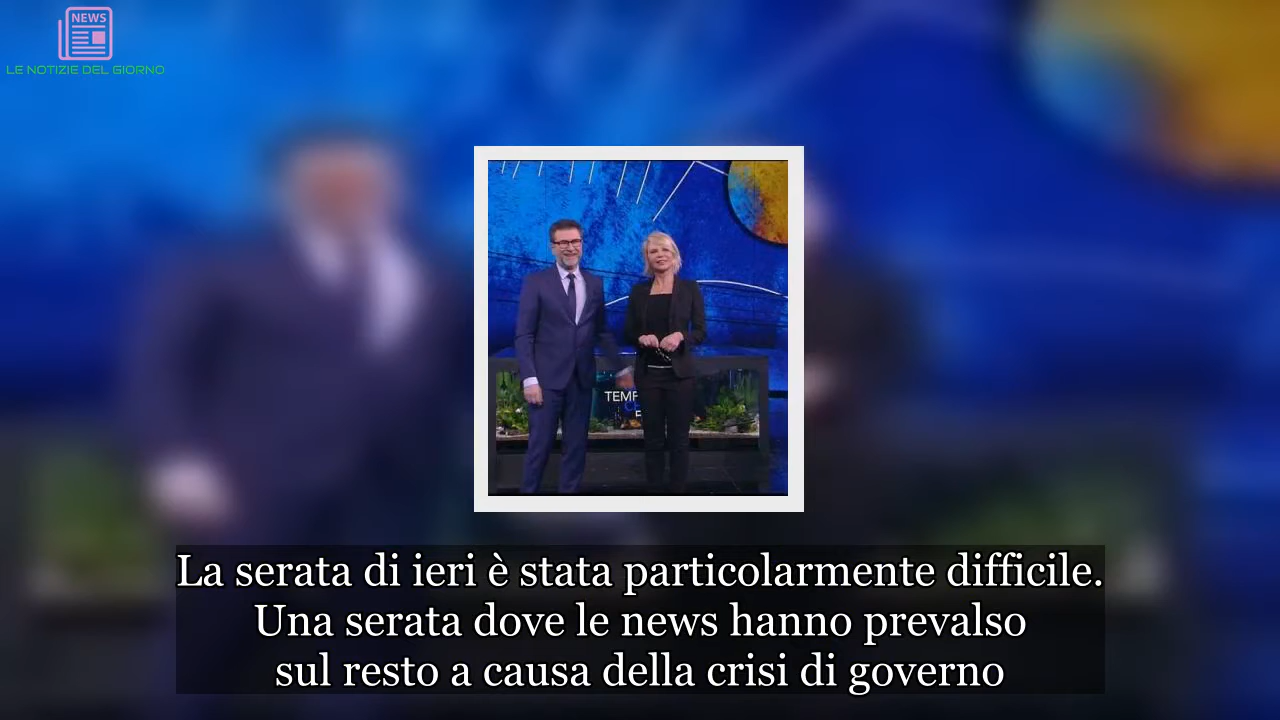 NEWS
LE NOTIZIE DEL GIORNO
TEMP
La serata di ieri è stata particolarmente difficile.
Una serata dove le news hanno prevalso
sul resto a causa della crisi di governo